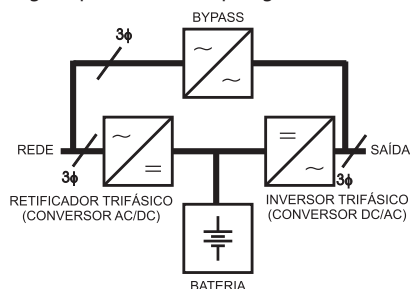 BYPASS
3ϕ
REDE
SAÍDA
3ϕ
3ϕ
RETIFICADOR TRIFÁSICO
(CONVERSOR AC/DC)
INVERSOR TRIFÁSICO
(CONVERSOR DC/AC)
BATERIA